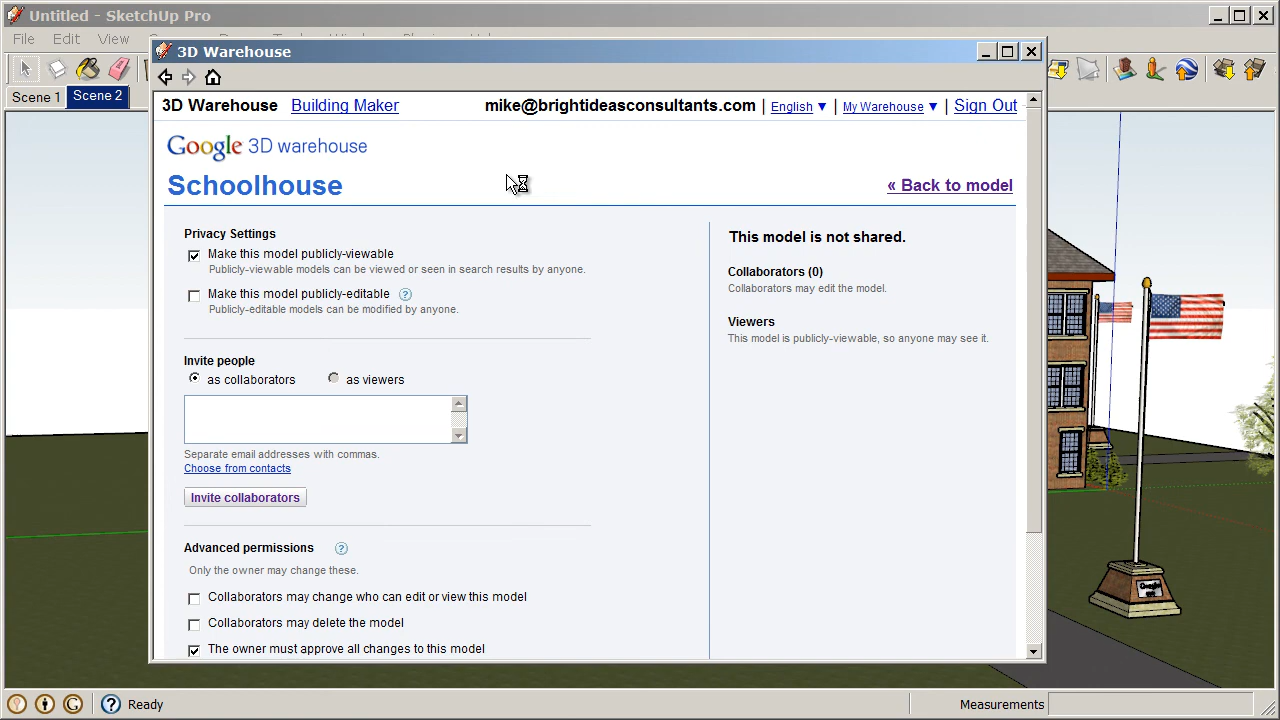 Untitled - SketchUp Pro
File Edit View
3D Warehouse
Scene 1 Scene 2
3D Warehouse Building Maker mike@brightideasconsultants.com | English ▼ | My Warehouse ▼ | Sign Out
Google 3D warehouse
Schoolhouse « Back to model
Privacy Settings
Make this model publicly-viewable
Publicly-viewable models can be viewed or seen in search results by anyone.
Make this model publicly-editable ?
Publicly-editable models can be modified by anyone.
Invite people
as collaborators as viewers
Separate email addresses with commas.
Choose from contacts
Invite collaborators
Advanced permissions ?
Only the owner may change these.
Collaborators may change who can edit or view this model
Collaborators may delete the model
The owner must approve all changes to this model
This model is not shared.
Collaborators (0)
Collaborators may edit the model.
Viewers
This model is publicly-viewable, so anyone may see it.
Ready Measurements